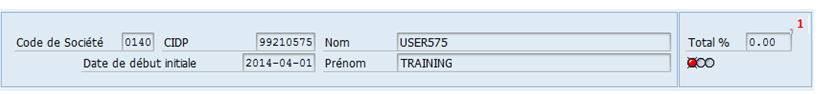 1
Code de Société 0140 CIDP 99210575 Nom USER575 Total % 0.00
Date de début initiale 2014-04-01 Prénom TRAINING